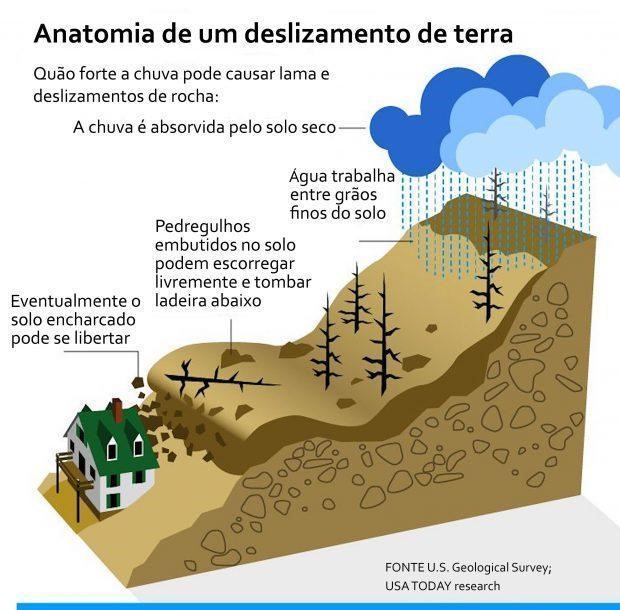 Anatomia de um deslizamento de terra
Quão forte a chuva pode causar lama e
deslizamentos de rocha:
A chuva é absorvida pelo solo seco
Água trabalha
entre grãos
finos do solo
Pedregulhos
embutidos no solo
podem escorregar
livremente e tombar
ladeira abaixo
Eventualmente o
solo encharcado
pode se libertar
FONTE U.S. Geological Survey;
USA TODAY research